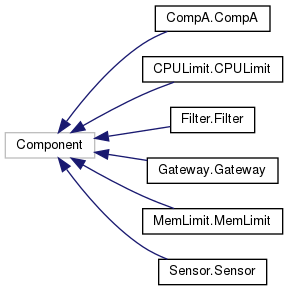 CompA.CompA
CPULimit.CPULimit
Filter.Filter
Component
Gateway.Gateway
MemLimit.MemLimit
Sensor.Sensor